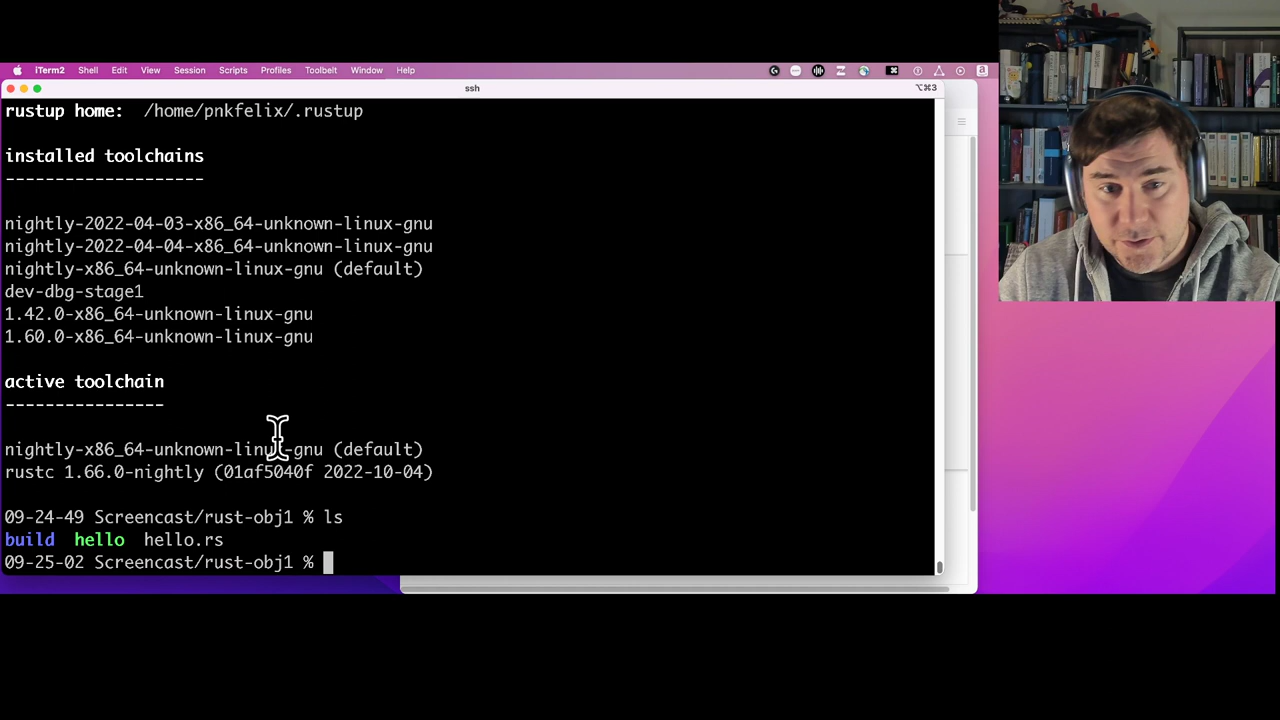 iTerm2 Shell Edit View Session Scripts Profiles Toolbelt Window Help
ssh
⌥⌘3
rustup home: /home/pnkfelix/.rustup
installed toolchains
--------------------
nightly-2022-04-03-x86_64-unknown-linux-gnu
nightly-2022-04-04-x86_64-unknown-linux-gnu
nightly-x86_64-unknown-linux-gnu (default)
dev-dbg-stage1
1.42.0-x86_64-unknown-linux-gnu
1.60.0-x86_64-unknown-linux-gnu
active toolchain
----------------
nightly-x86_64-unknown-linux-gnu (default)
rustc 1.66.0-nightly (01af5040f 2022-10-04)
09-24-49 Screencast/rust-obj1 % ls
build hello hello.rs
09-25-02 Screencast/rust-obj1 %